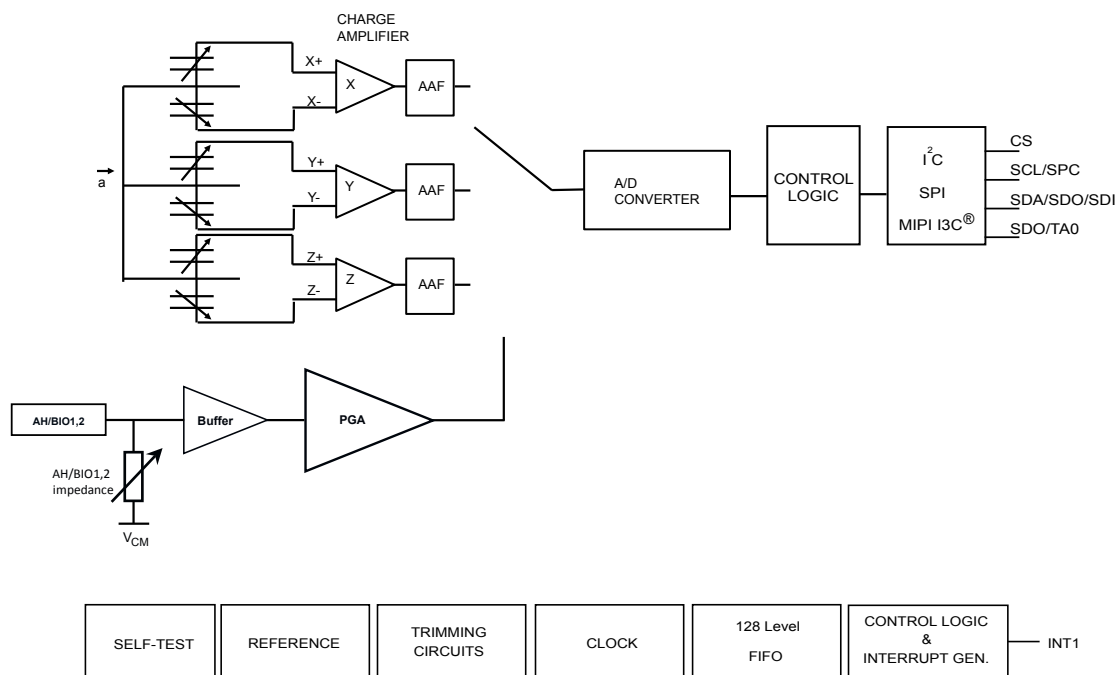 CHARGE
AMPLIFIER
X+
X
X-
AAF
a
Y+
Y
Y-
AAF
Z+
Z
Z-
AAF
A/D
CONVERTER
CONTROL
LOGIC
I²C
SPI
MIPI I3C®
CS
SCL/SPC
SDA/SDO/SDI
SDO/TA0
AH/BIO1,2
Buffer
PGA
AH/BIO1,2
impedance
VCM
SELF-TEST
REFERENCE
TRIMMING
CIRCUITS
CLOCK
128 Level
FIFO
CONTROL LOGIC
&
INTERRUPT GEN.
INT1